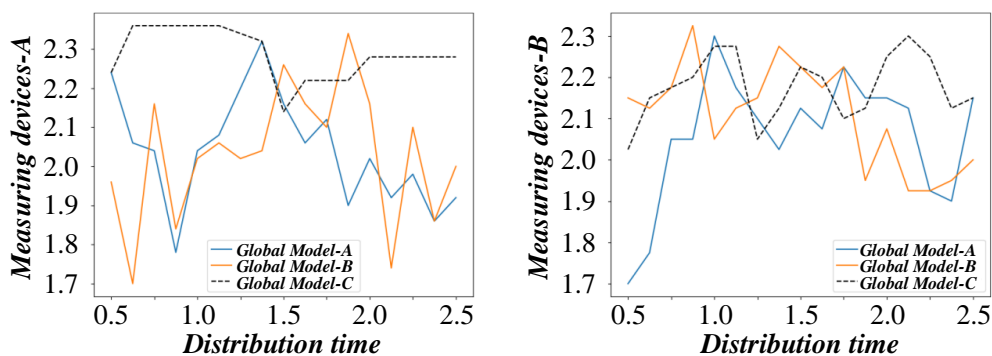 Measuring devices-A
2.3
2.2
2.1
2.0
1.9
1.8
1.7
Global Model-A
Global Model-B
Global Model-C
0.5 1.0 1.5 2.0 2.5
Distribution time
Measuring devices-B
2.3
2.2
2.1
2.0
1.9
1.8
1.7
Global Model-A
Global Model-B
Global Model-C
0.5 1.0 1.5 2.0 2.5
Distribution time